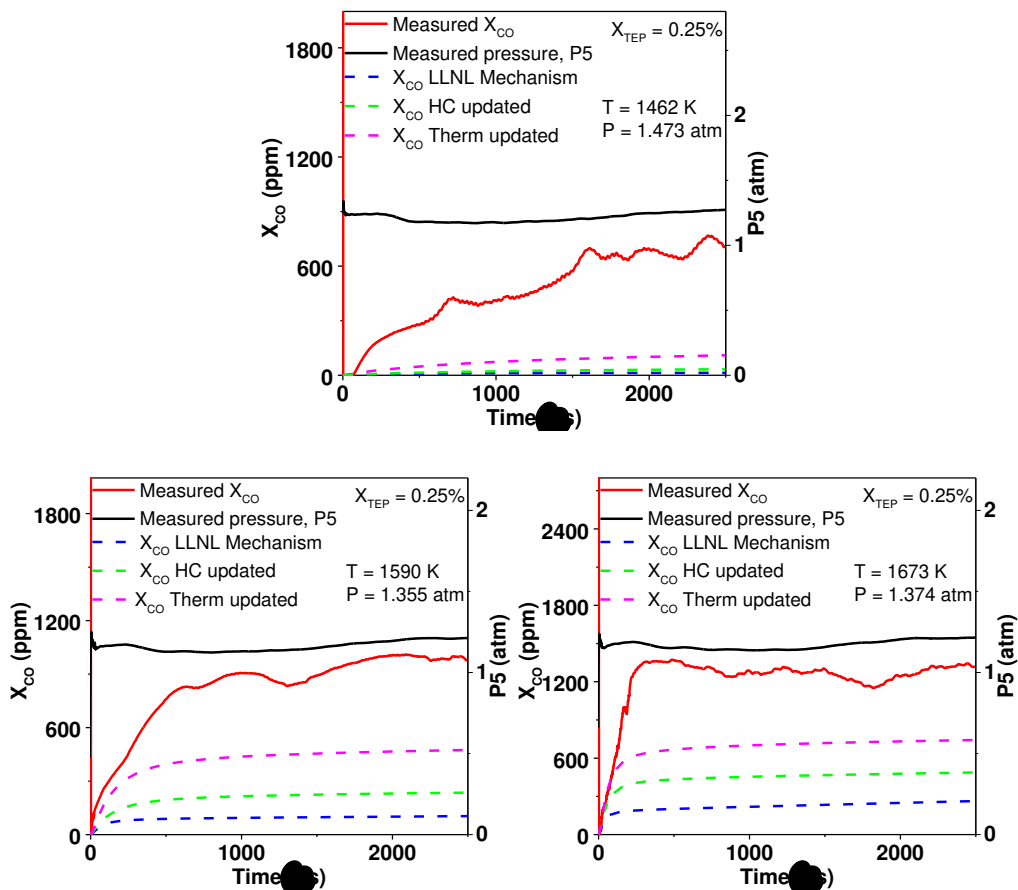 Measured X_CO
X_TEP = 0.25%
Measured pressure, P5
X_CO LLNL Mechanism
X_CO HC updated
T = 1462 K
X_CO Therm updated
P = 1.473 atm
X_CO (ppm)
P5 (atm)
1800
1200
600
0
2
1
0
0
1000
2000
Time s)
Measured X_CO
X_TEP = 0.25%
Measured pressure, P5
X_CO LLNL Mechanism
X_CO HC updated
T = 1590 K
X_CO Therm updated
P = 1.355 atm
X_CO (ppm)
P5 (atm)
1800
1500
1200
900
600
300
0
2
1
0
0
1000
2000
Time s)
Measured X_CO
X_TEP = 0.25%
Measured pressure, P5
X_CO LLNL Mechanism
X_CO HC updated
T = 1673 K
X_CO Therm updated
P = 1.374 atm
X_CO (ppm)
P5 (atm)
2400
1800
1200
600
0
2
1
0
0
1000
2000
Time s)